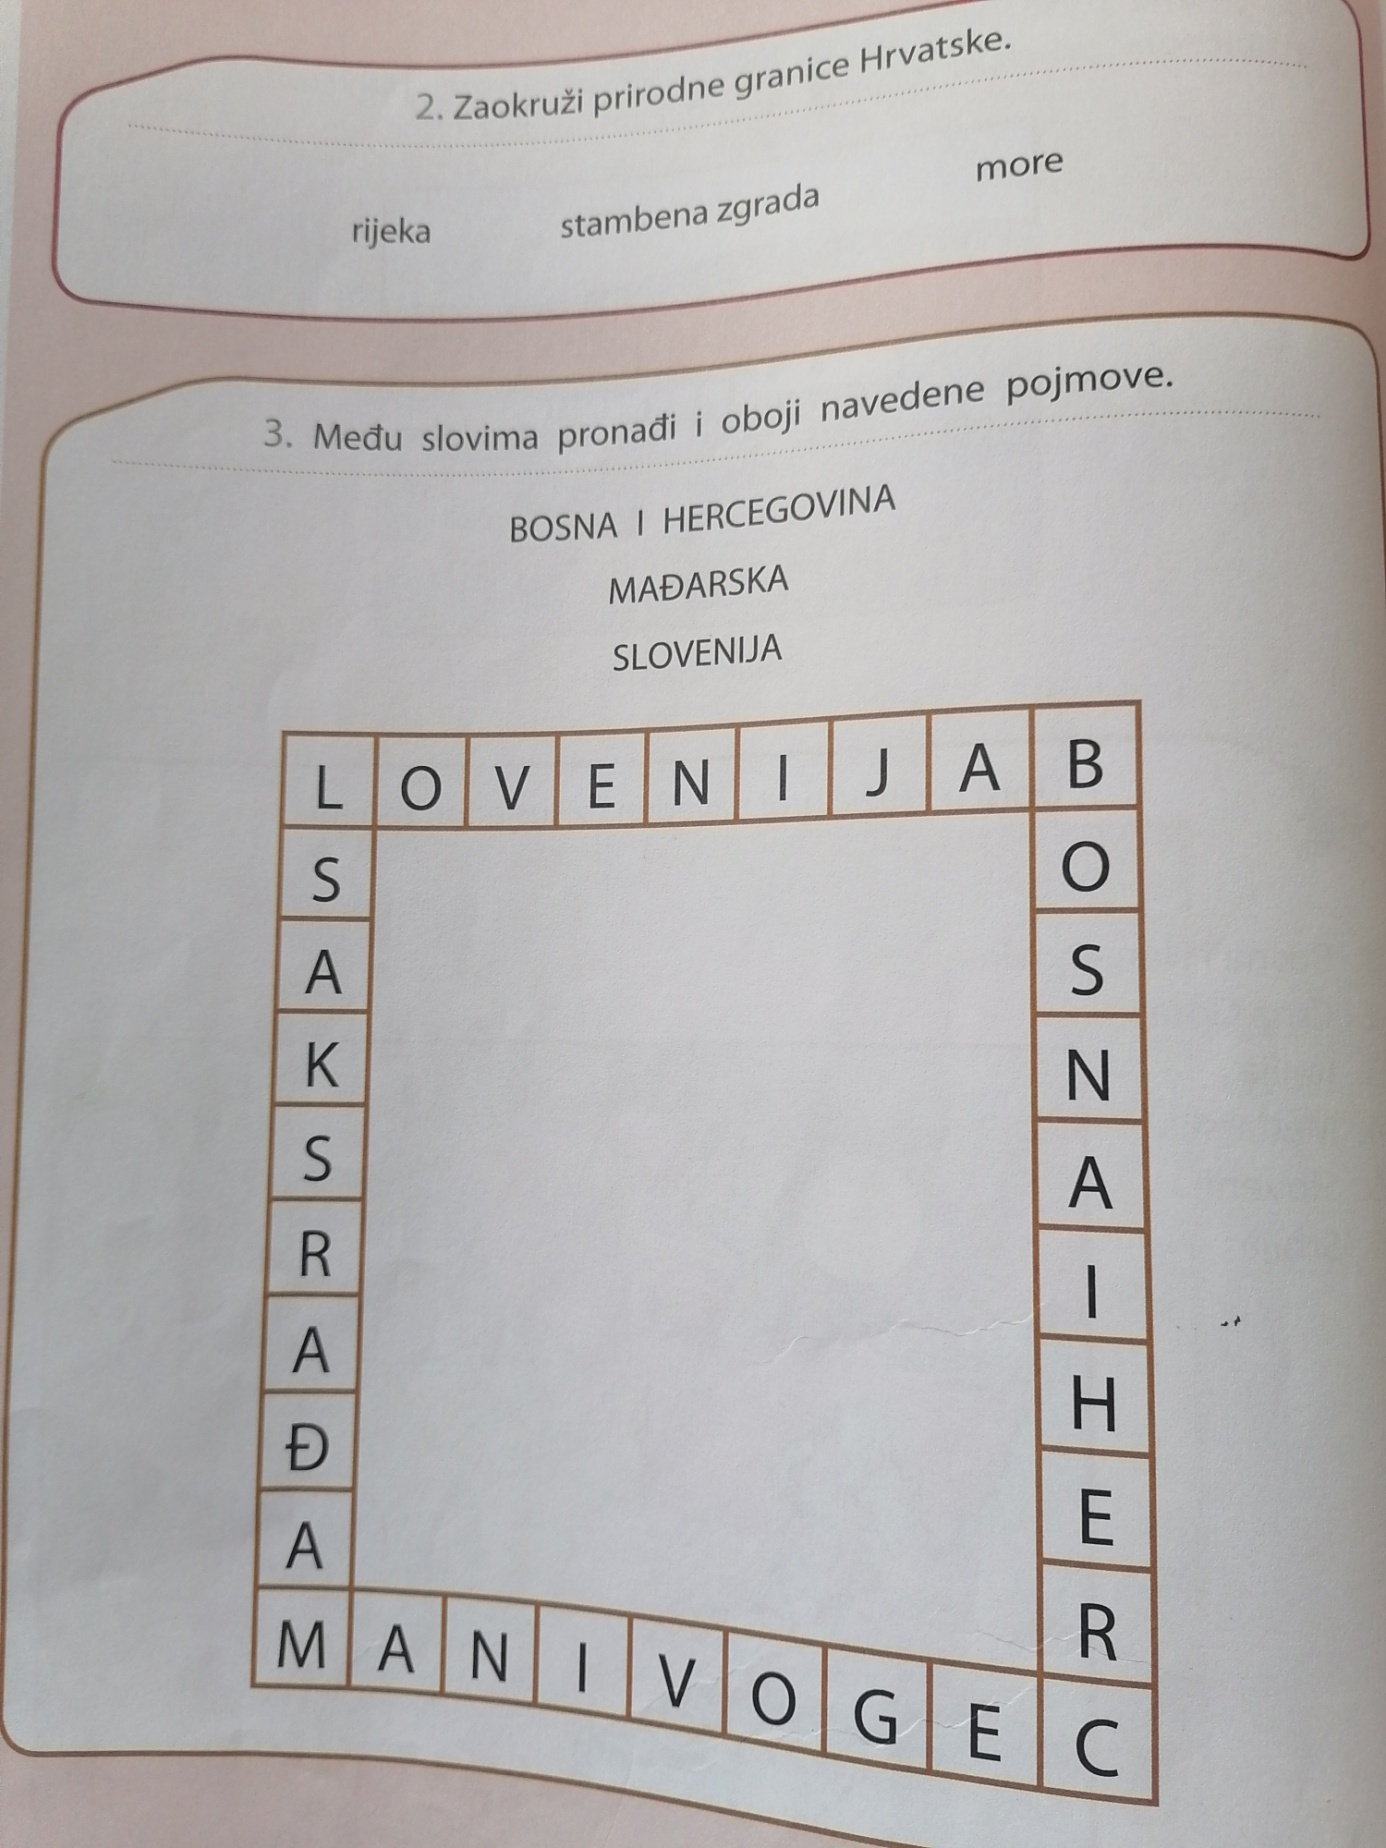 2. Zaokruži prirodne granice Hrvatske.
rijeka stambena zgrada more
3. Među slovima pronađi i oboji navedene pojmove.
BOSNA I HERCEGOVINA
MAĐARSKA
SLOVENIJA
L O V E N I J A B
S O
A S
K N
S A
R I
A H
Đ E
A R
M A N I V O G E C